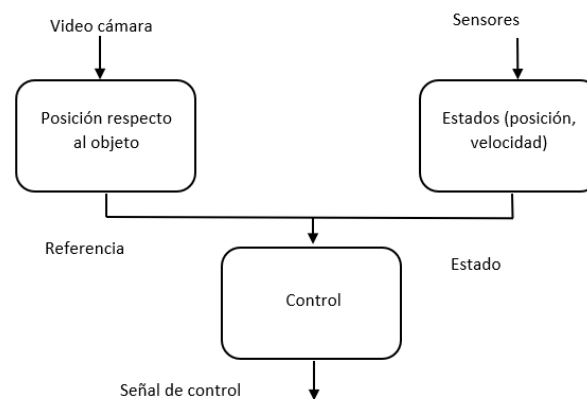 Video cámara
Sensores
Posición respecto
al objeto
Estados (posición,
velocidad)
Referencia
Estado
Control
Señal de control